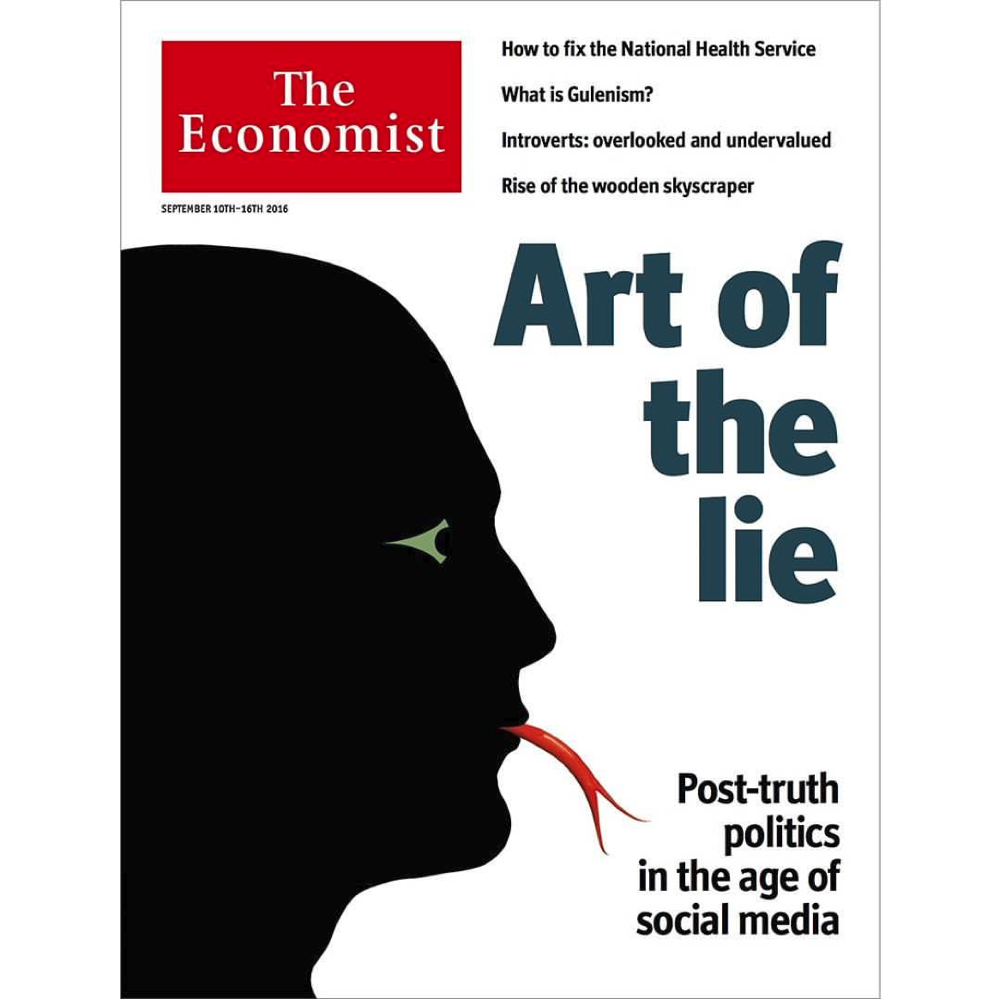 The
Economist
SEPTEMBER 10TH–16TH 2016
How to fix the National Health Service
What is Gulenism?
Introverts: overlooked and undervalued
Rise of the wooden skyscraper
Art of
the
lie
Post-truth
politics
in the age of
social media